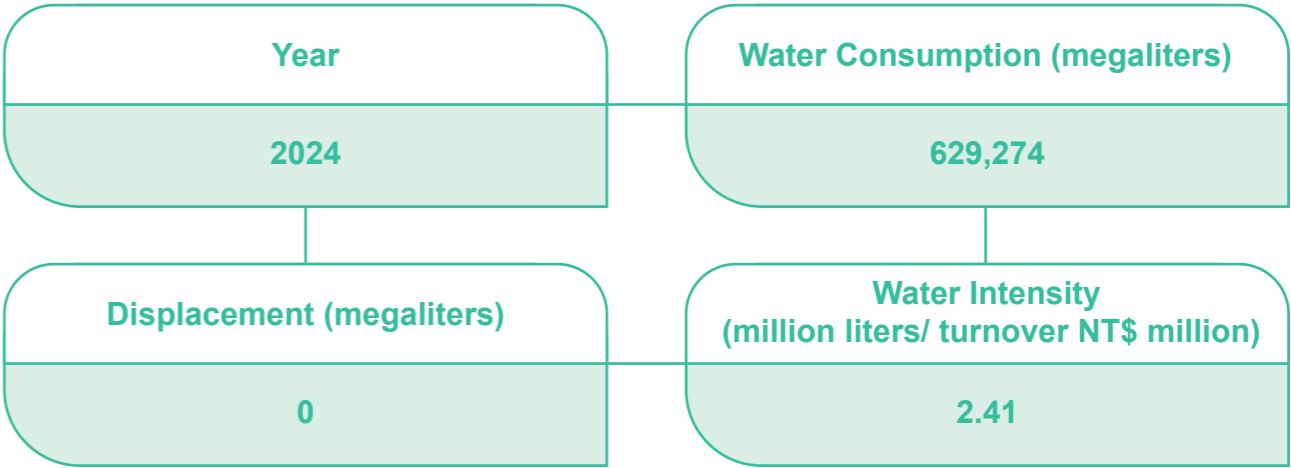 Year
2024
Water Consumption (megaliters)
629,274
Displacement (megaliters)
0
Water Intensity
(million liters/ turnover NT$ million)
2.41